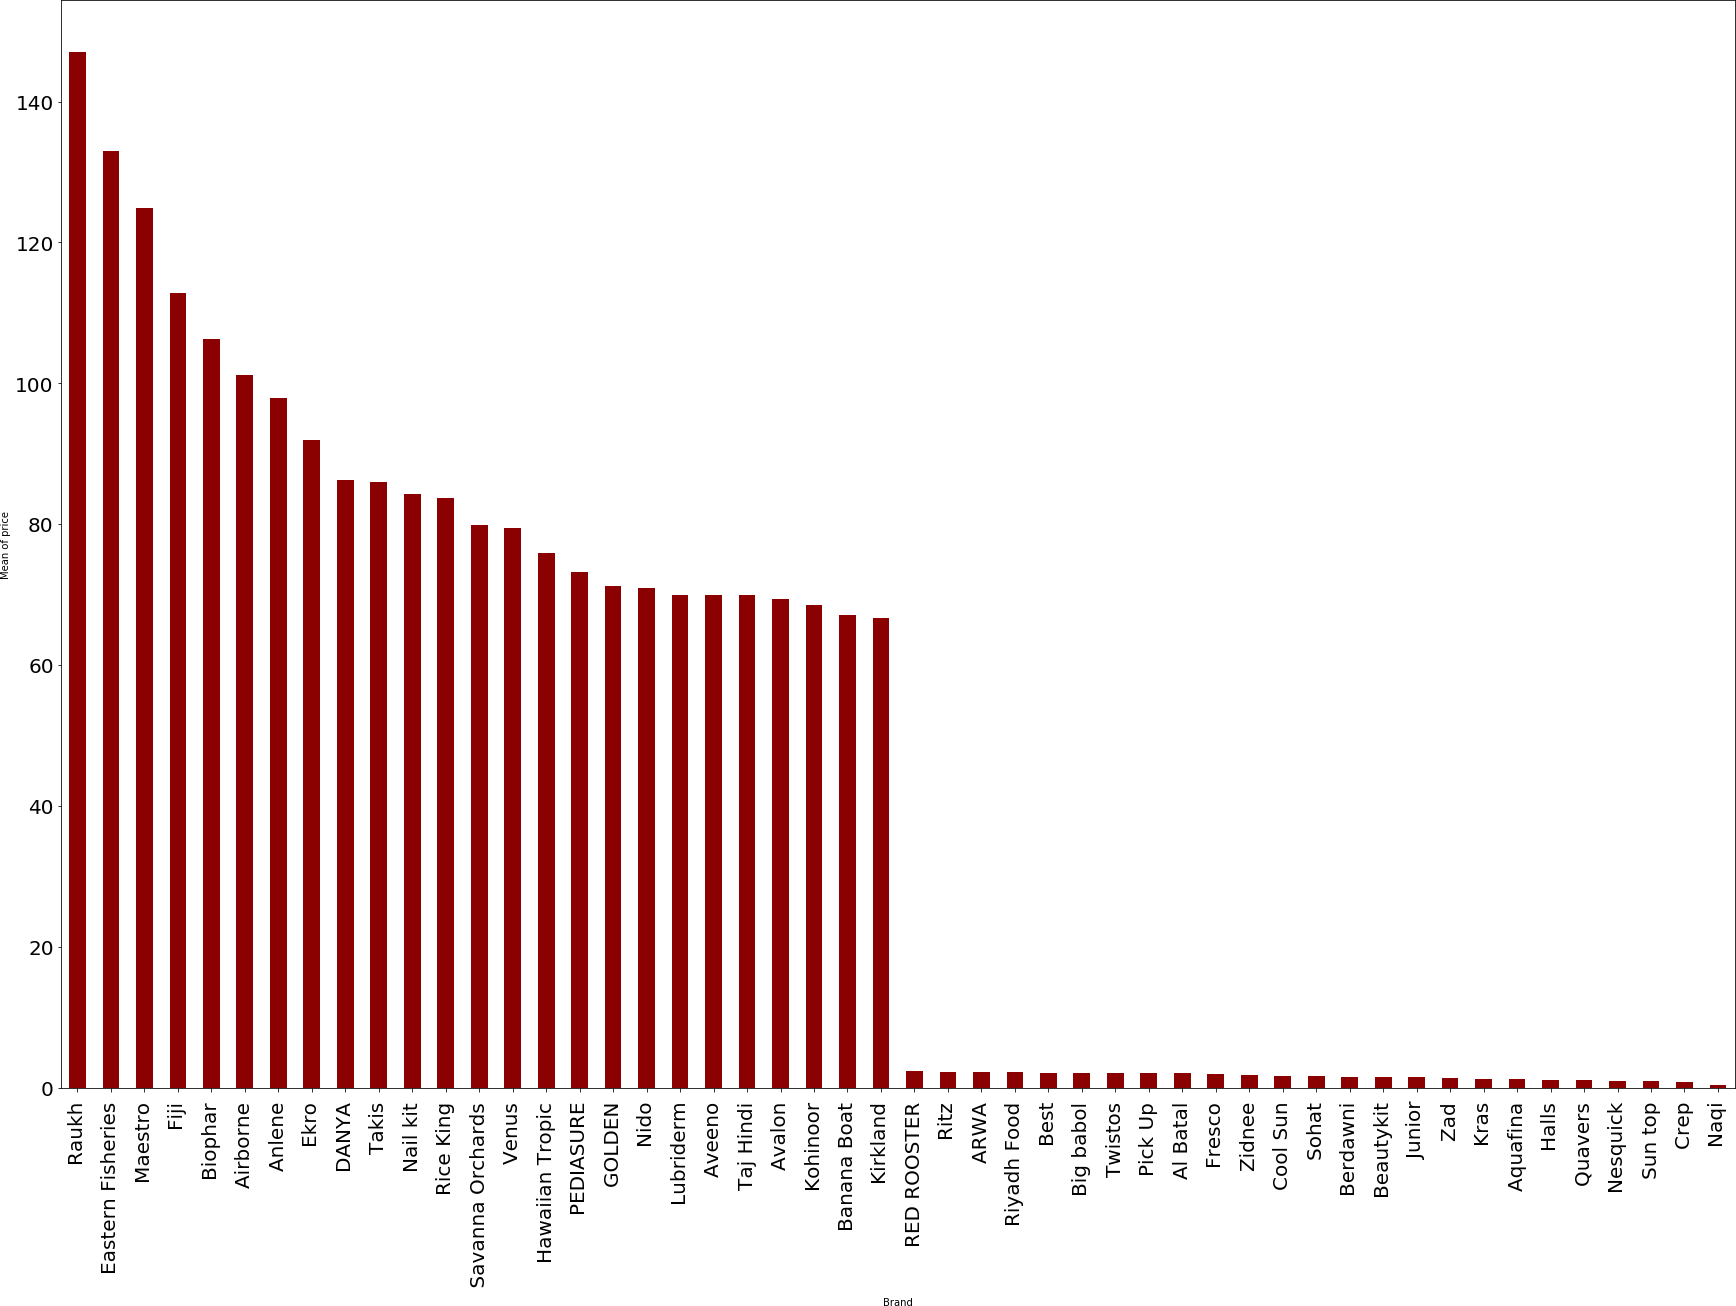 140
120
100
80
60
40
20
0
Mean of price
Raukh
Eastern Fisheries
Maestro
Fiji
Biophar
Airborne
Anlene
Ekro
DANYA
Takis
Nail kit
Rice King
Savanna Orchards
Venus
Hawaiian Tropic
PEDIASURE
GOLDEN
Nido
Lubriderm
Aveeno
Taj Hindi
Avalon
Kohinoor
Banana Boat
Kirkland
RED ROOSTER
Ritz
ARWA
Riyadh Food
Best
Big babol
Twistos
Pick Up
Al Batal
Fresco
Zidnee
Cool Sun
Sohat
Berdawni
Beautykit
Junior
Zad
Kras
Aquafina
Halls
Quavers
Nesquick
Sun top
Crep
Naqi
Brand